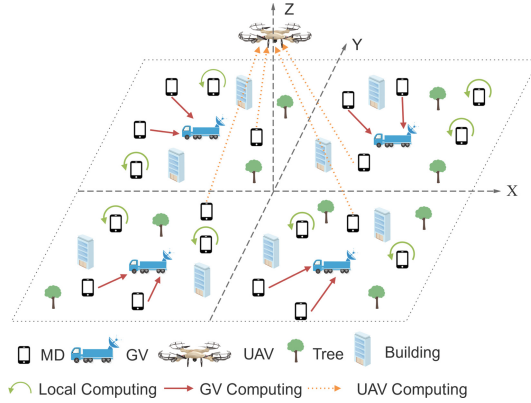 Z
Y
X
MD GV UAV Tree Building
Local Computing GV Computing UAV Computing